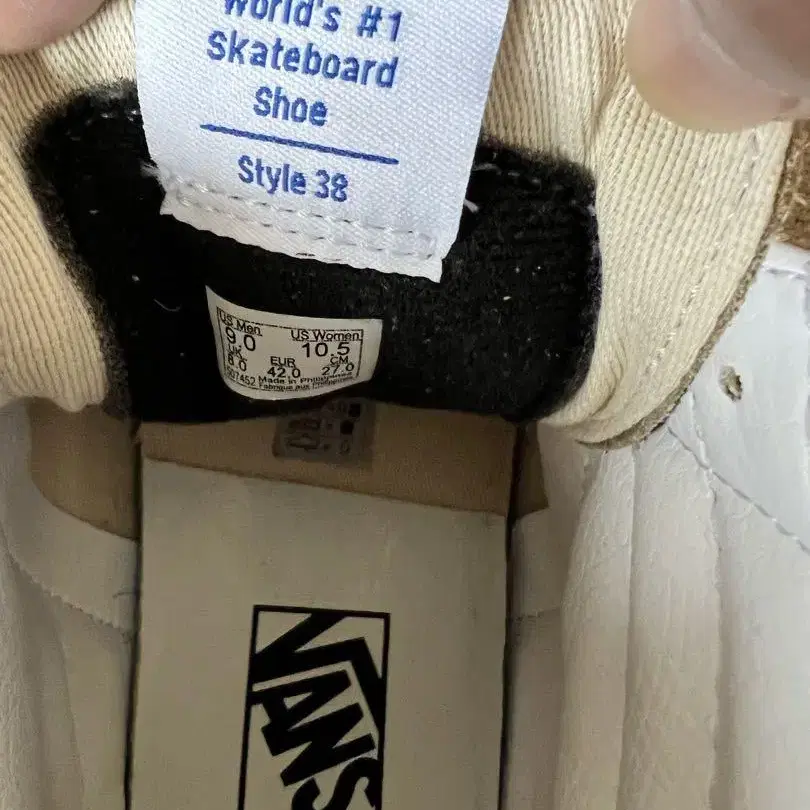 World's #1
Skateboard
Shoe
Style 38
US Men US Women
9.0 10.5
UK EUR CM
8.0 42.0 27.0
507452 Made in Philippines
Fabriqué aux Philippines
VANS